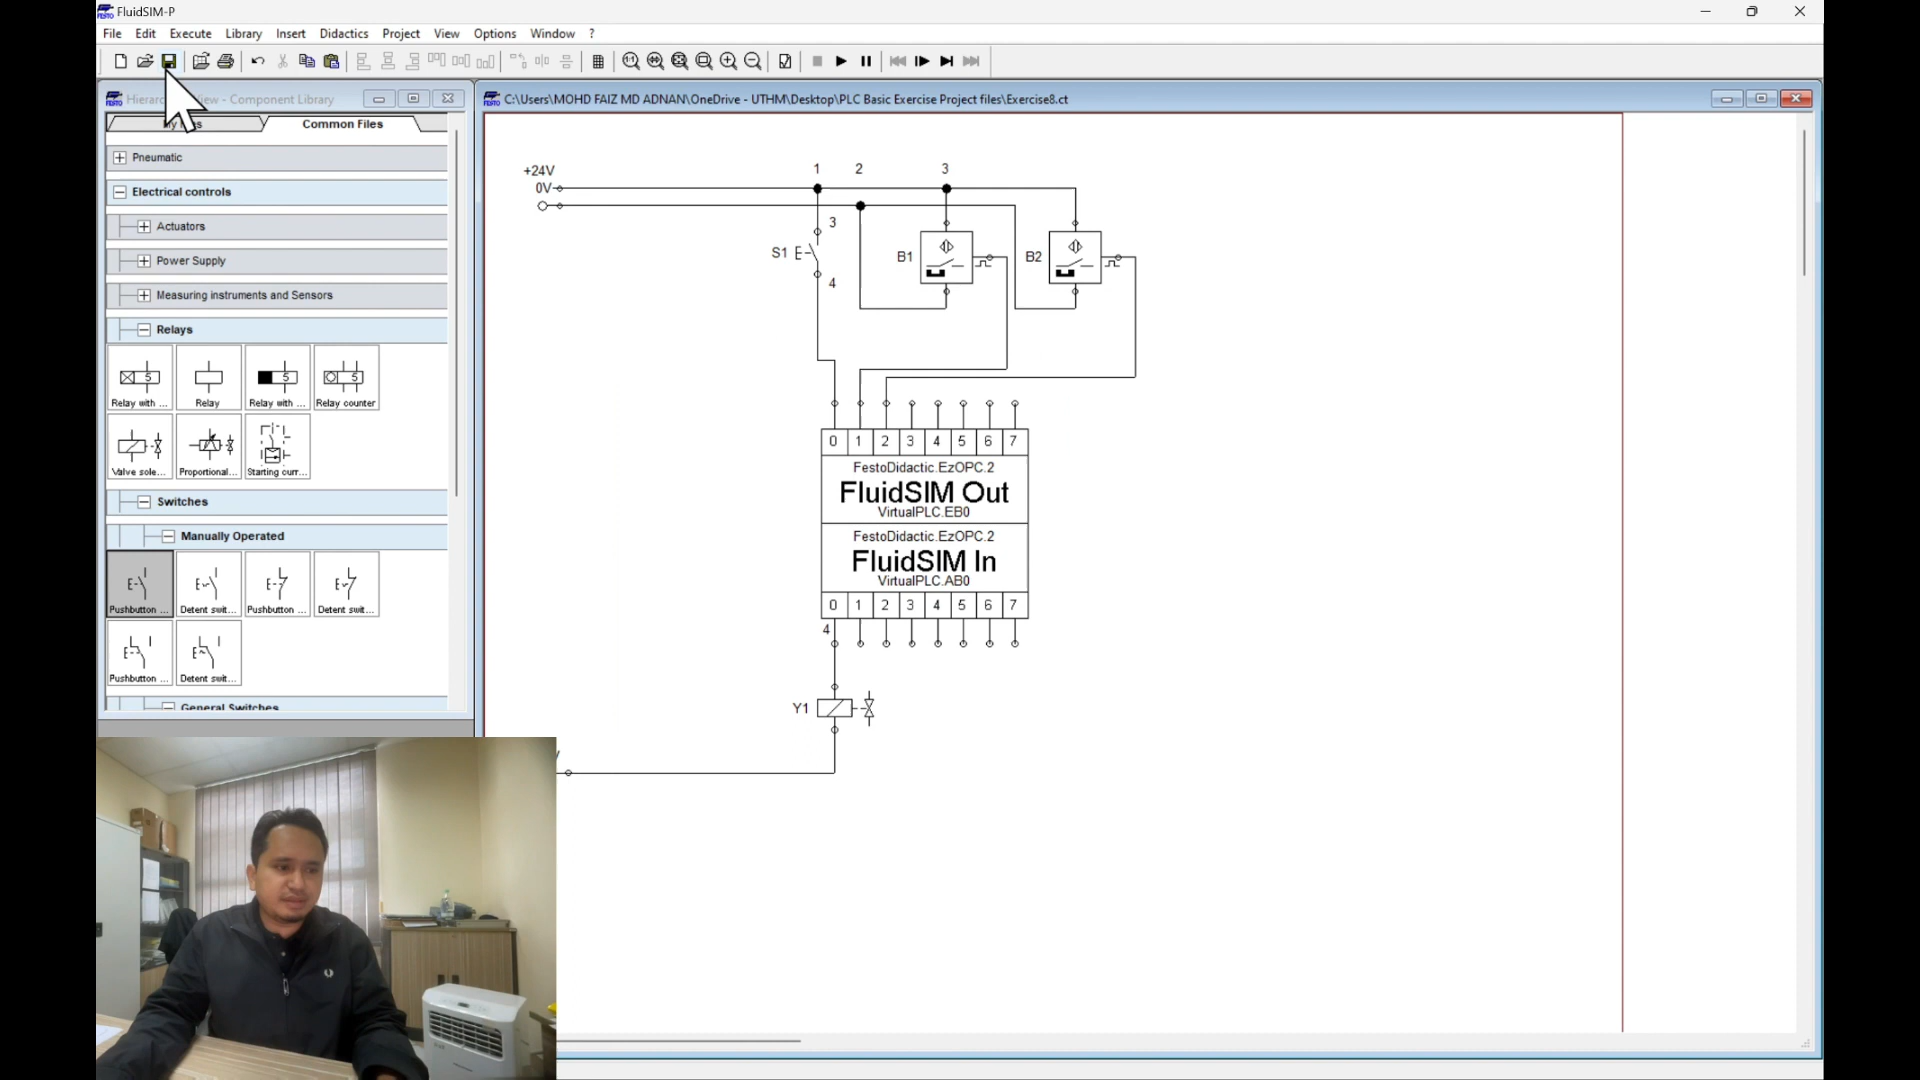 FluidSIM-P
File Edit Execute Library Insert Didactics Project View Options Window ?
- Component Library
Common Files
Pneumatic
Electrical controls
Actuators
Power Supply
Measuring instruments and Sensors
Relays
Relay with ... Relay Relay with ... Relay counter
Valve sole... Proportional... Starting curr...
Switches
Manually Operated
Pushbutton ... Detent swit... Pushbutton ... Detent swit...
Pushbutton ... Detent swit...
General Switches
C:\Users\MOHD FAIZ MD ADNAN\OneDrive - UTHM\Desktop\PLC Basic Exercise Project files\Exercise8.ct
+24V 1 2 3
0V
3
S1 B1 B2
4
0 1 2 3 4 5 6 7
FestoDidactic.EzOPC.2
FluidSIM Out
VirtualPLC.EB0
FestoDidactic.EzOPC.2
FluidSIM In
VirtualPLC.AB0
0 1 2 3 4 5 6 7
4
Y1